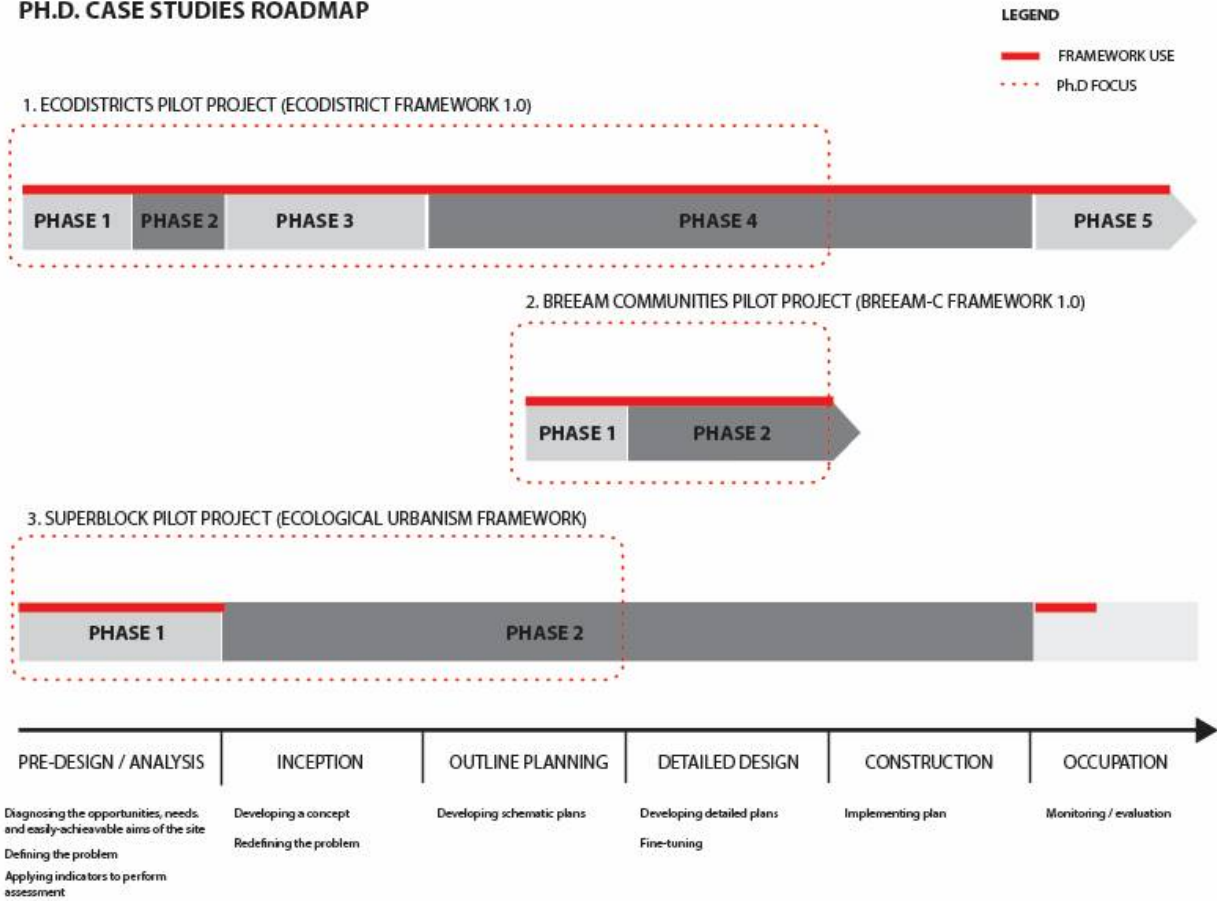 PH.D. CASE STUDIES ROADMAP
LEGEND
FRAMEWORK USE
Ph.D FOCUS
1. ECODISTRICTS PILOT PROJECT (ECODISTRICT FRAMEWORK 1.0)
PHASE 1
PHASE 2
PHASE 3
PHASE 4
PHASE 5
2. BREEAM COMMUNITIES PILOT PROJECT (BREEAM-C FRAMEWORK 1.0)
PHASE 1
PHASE 2
3. SUPERBLOCK PILOT PROJECT (ECOLOGICAL URBANISM FRAMEWORK)
PHASE 1
PHASE 2
PRE-DESIGN / ANALYSIS
INCEPTION
OUTLINE PLANNING
DETAILED DESIGN
CONSTRUCTION
OCCUPATION
Diagnosing the opportunities, needs.
and easily-achieavable aims of the site
Defining the problem
Applying indicators to perform
assessment
Developing a concept
Redefining the problem
Developing schematic plans
Developing detailed plans
Fine-tuning
Implementing plan
Monitoring / evaluation